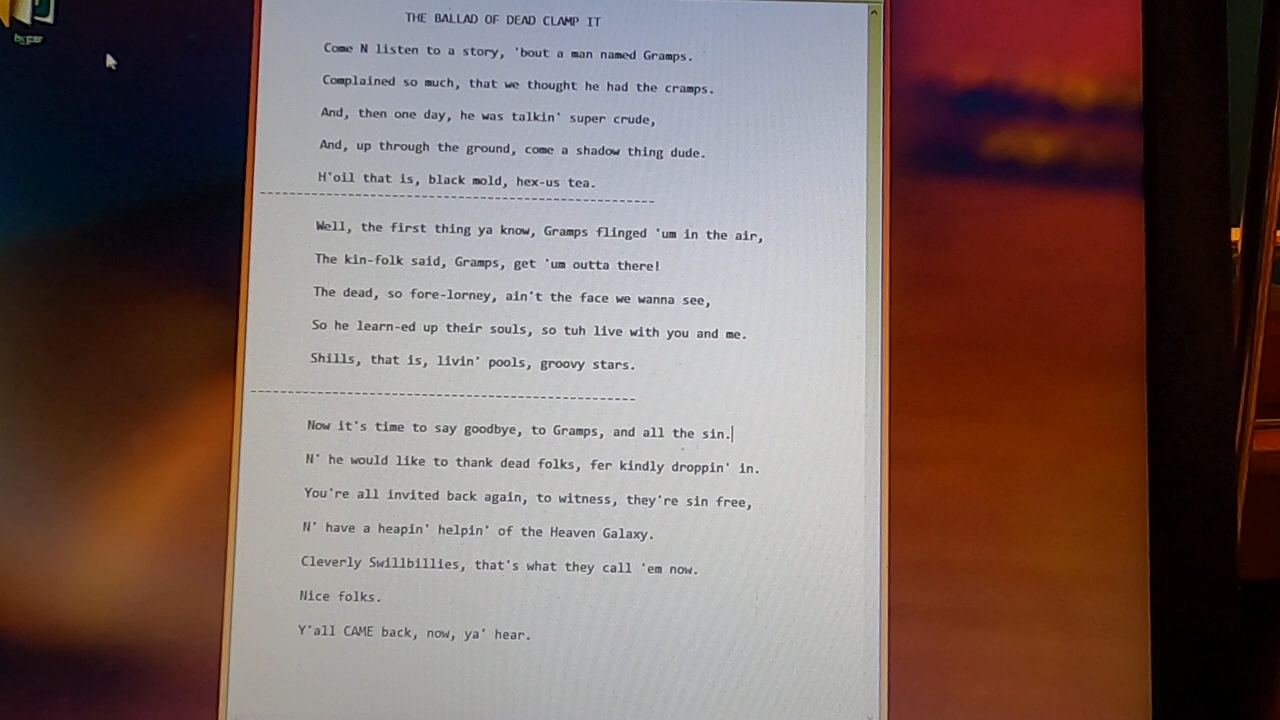 hyper
THE BALLAD OF DEAD CLAMP IT
Come N listen to a story, 'bout a man named Gramps.
Complained so much, that we thought he had the cramps.
And, then one day, he was talkin' super crude,
And, up through the ground, come a shadow thing dude.
H'oil that is, black mold, hex-us tea.
--------------------------------------------------------
Well, the first thing ya know, Gramps flinged 'um in the air,
The kin-folk said, Gramps, get 'um outta there!
The dead, so fore-lorney, ain't the face we wanna see,
So he learn-ed up their souls, so tuh live with you and me.
Shills, that is, livin' pools, groovy stars.
------------------------------------------------------
Now it's time to say goodbye, to Gramps, and all the sin.
N' he would like to thank dead folks, fer kindly droppin' in.
You're all invited back again, to witness, they're sin free,
N' have a heapin' helpin' of the Heaven Galaxy.
Cleverly Swillbillies, that's what they call 'em now.
Nice folks.
Y'all CAME back, now, ya' hear.